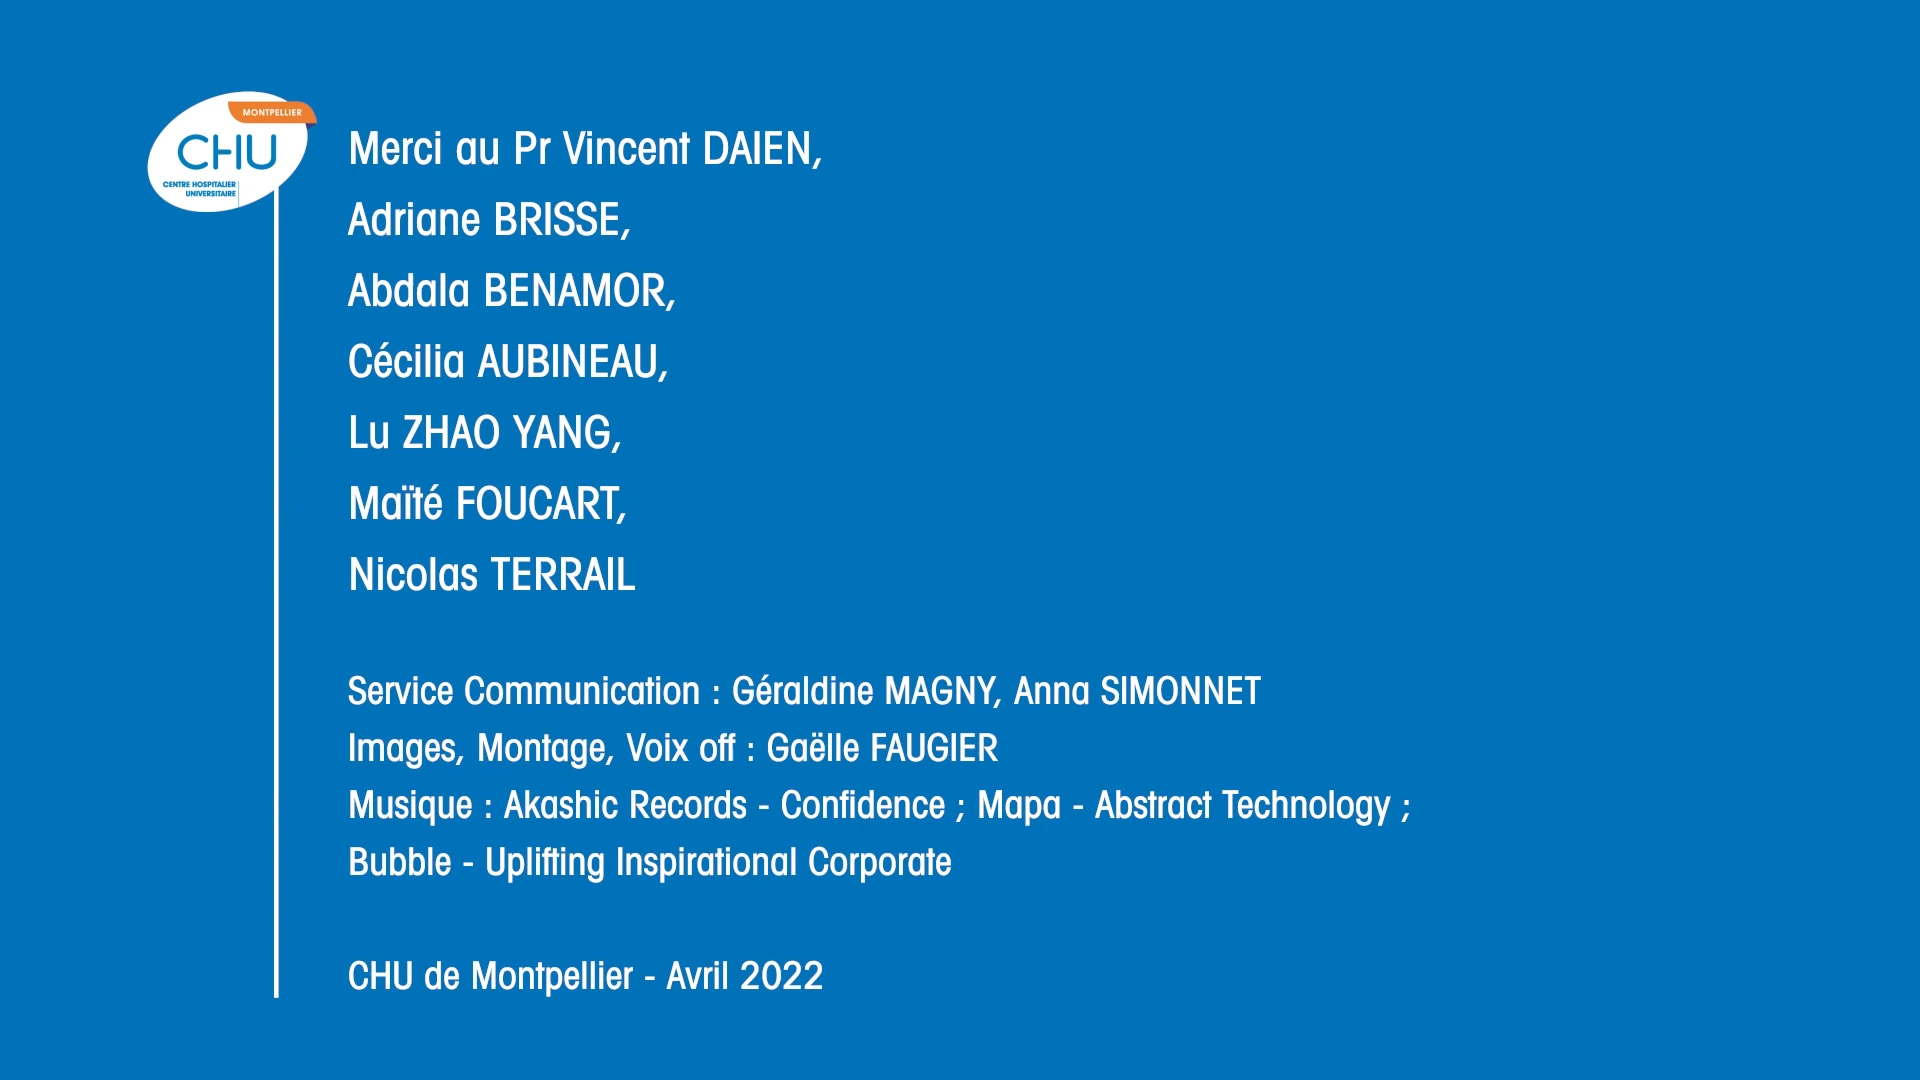 MONTPELLIER
CHU
CENTRE HOSPITALIER
UNIVERSITAIRE
Merci au Pr Vincent DAIEN,
Adriane BRISSE,
Abdala BENAMOR,
Cécilia AUBINEAU,
Lu ZHAO YANG,
Maïté FOUCART,
Nicolas TERRAIL
Service Communication : Géraldine MAGNY, Anna SIMONNET
Images, Montage, Voix off : Gaëlle FAUGIER
Musique : Akashic Records - Confidence ; Mapa - Abstract Technology ;
Bubble - Uplifting Inspirational Corporate
CHU de Montpellier - Avril 2022